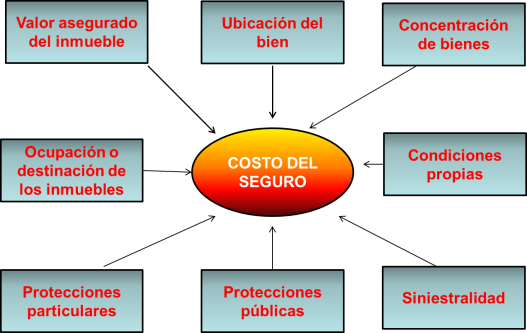 Valor asegurado
del inmueble
Ubicación del
bien
Concentración
de bienes
Ocupación o
destinación de
los inmuebles
COSTO DEL
SEGURO
Condiciones
propias
Protecciones
particulares
Protecciones
públicas
Siniestralidad